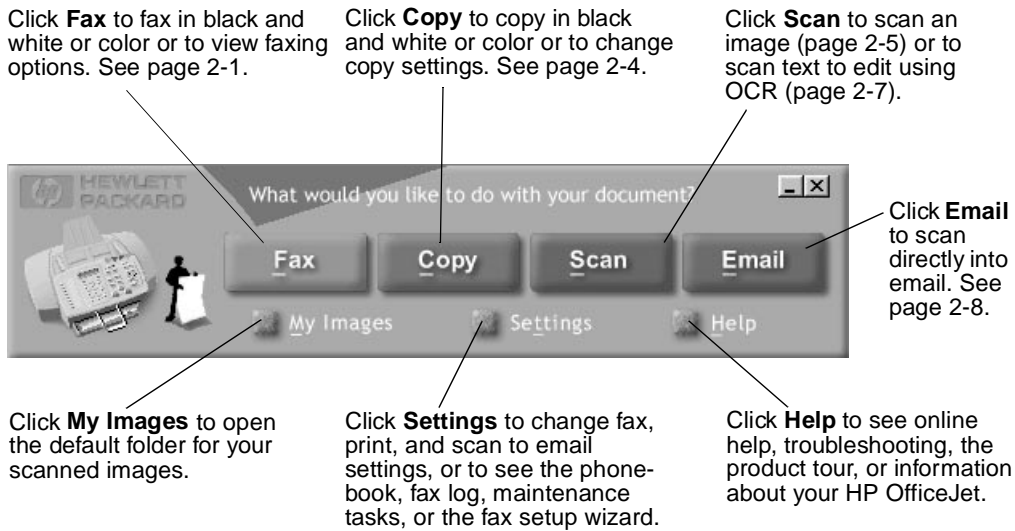 Click Fax to fax in black and
white or color or to view faxing
options. See page 2-1.
Click Copy to copy in black
and white or color or to change
copy settings. See page 2-4.
Click Scan to scan an
image (page 2-5) or to
scan text to edit using
OCR (page 2-7).
hp HEWLETT
PACKARD
What would you like to do with your document?
Fax
Copy
Scan
Email
My Images
Settings
Help
Click Email
to scan
directly into
email. See
page 2-8.
Click My Images to open
the default folder for your
scanned images.
Click Settings to change fax,
print, and scan to email
settings, or to see the phone-
book, fax log, maintenance
tasks, or the fax setup wizard.
Click Help to see online
help, troubleshooting, the
product tour, or information
about your HP OfficeJet.